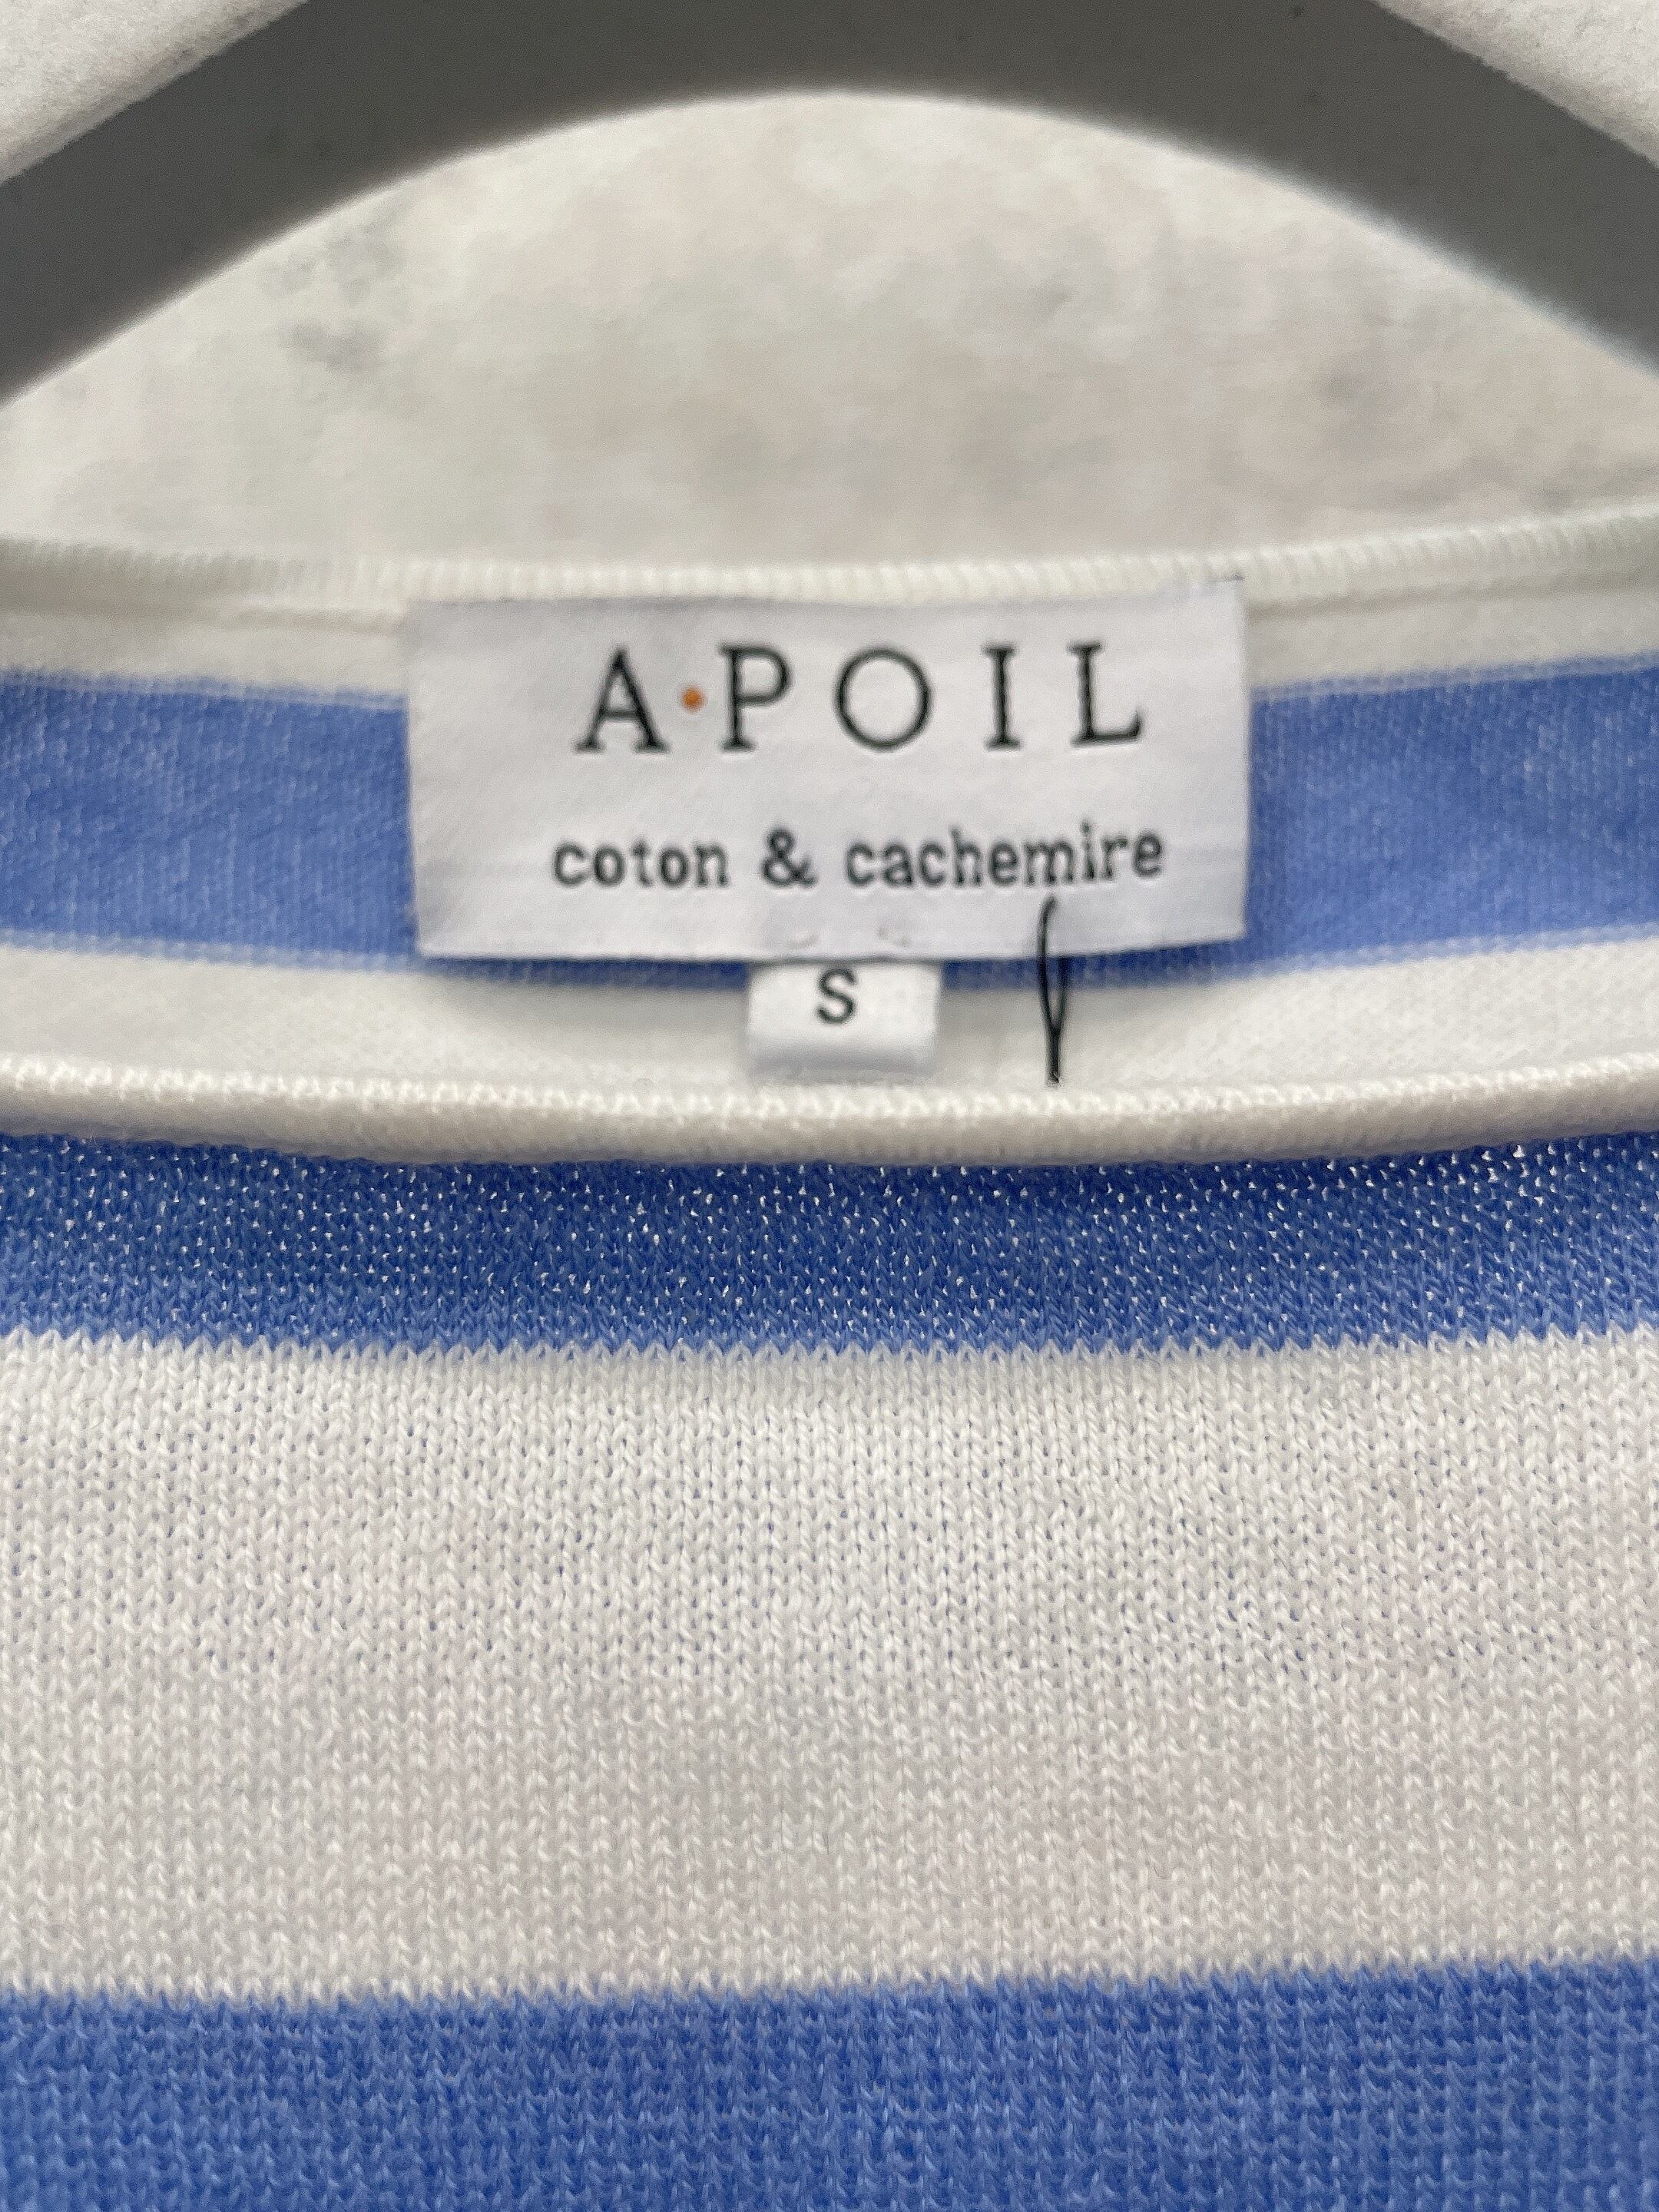 A·POIL
coton & cachemire
S